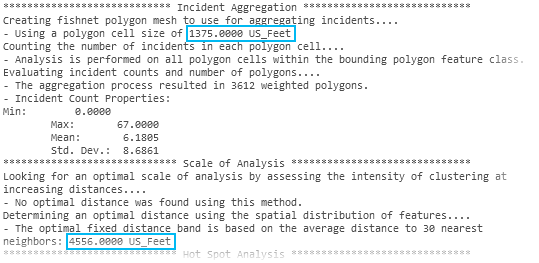 **************************** Incident Aggregation ****************************
Creating fishnet polygon mesh to use for aggregating incidents....
- Using a polygon cell size of 1375.0000 US_Feet
Counting the number of incidents in each polygon cell....
- Analysis is performed on all polygon cells within the bounding polygon feature class.
Evaluating incident counts and number of polygons....
- The aggregation process resulted in 3612 weighted polygons.
- Incident Count Properties:
Min: 0.0000
Max: 67.0000
Mean: 6.1805
Std. Dev.: 8.6861
**************************** Scale of Analysis *****************************
Looking for an optimal scale of analysis by assessing the intensity of clustering at
increasing distances....
- No optimal distance was found using this method.
Determining an optimal distance using the spatial distribution of features....
- The optimal fixed distance band is based on the average distance to 30 nearest
neighbors: 4556.0000 US_Feet
**************************** Hot Spot Analysis *****************************